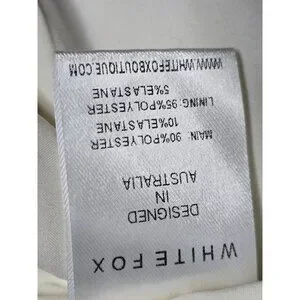 WHITE FOX
DESIGNED
IN
AUSTRALIA
MAIN: 90%POLYESTER
10%ELASTANE
LINING: 95%POLYESTER
5%ELASTANE
WWW.WHITEFOXBOUTIQUE.COM